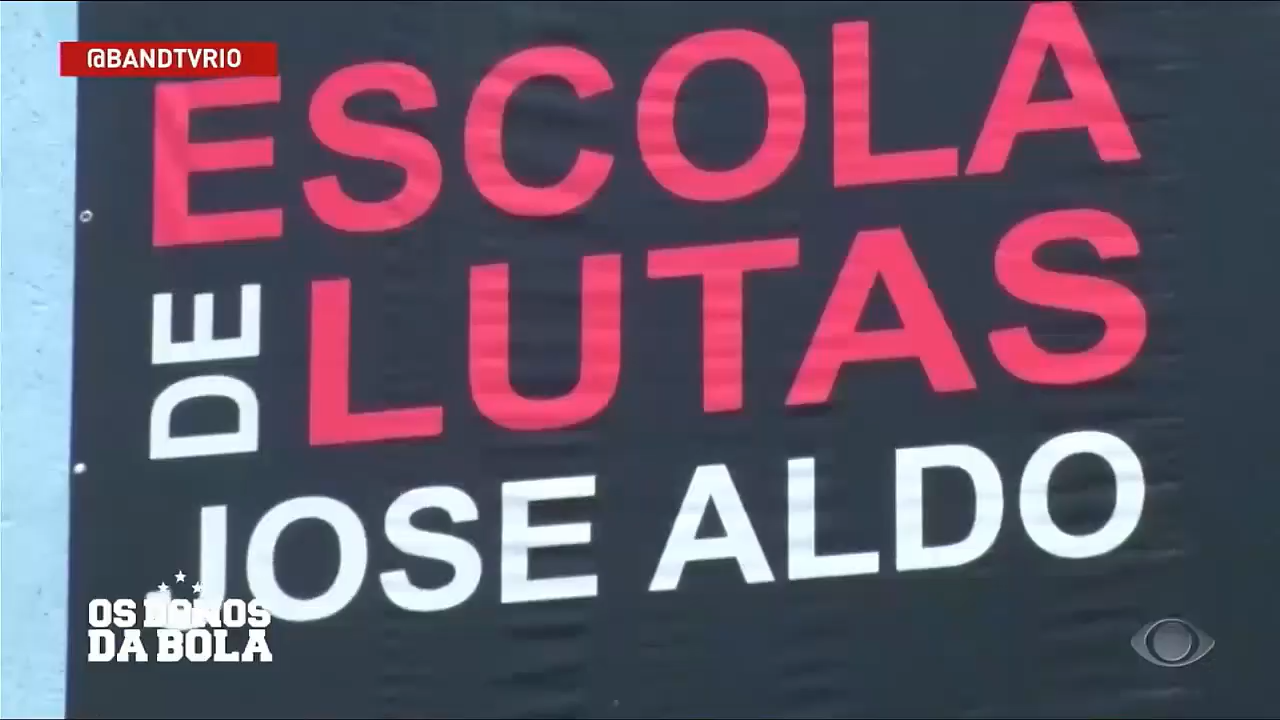 @BANDTVRIO
ESCOLA
DE LUTAS
JOSE ALDO
OS DONOS
DA BOLA